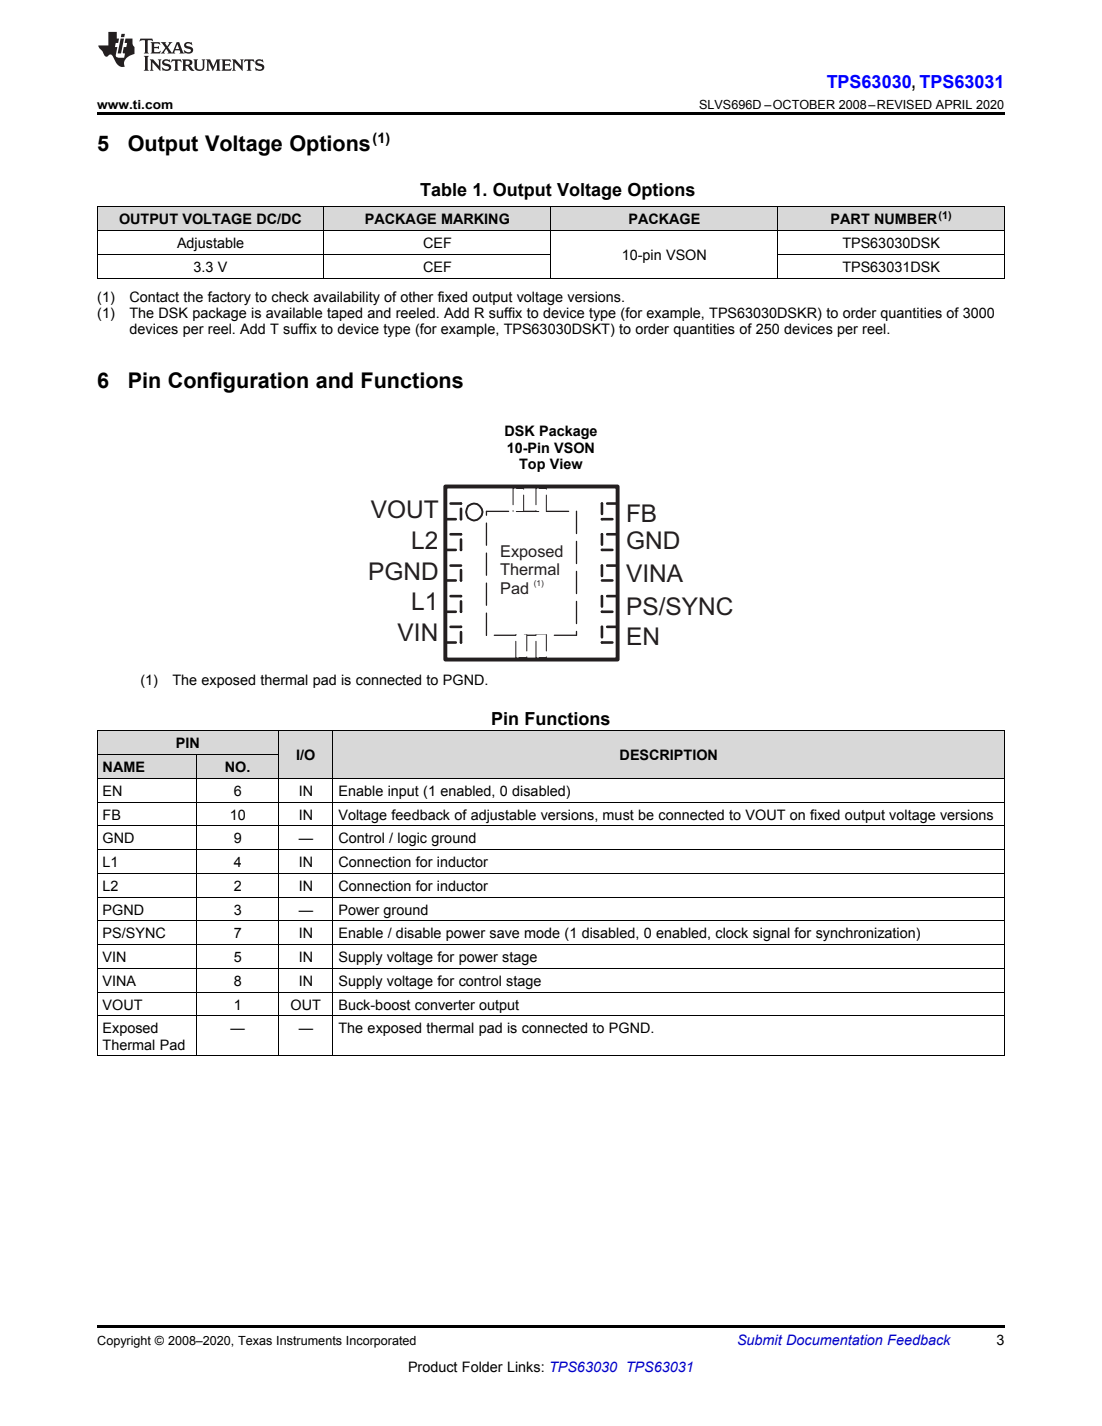 TEXAS
INSTRUMENTS
TPS63030, TPS63031
www.ti.com SLVS696D –OCTOBER 2008–REVISED APRIL 2020
5 Output Voltage Options(1)
Table 1. Output Voltage Options
OUTPUT VOLTAGE DC/DC PACKAGE MARKING PACKAGE PART NUMBER(1)
Adjustable CEF 10-pin VSON TPS63030DSK
3.3 V CEF TPS63031DSK
(1) Contact the factory to check availability of other fixed output voltage versions.
(1) The DSK package is available taped and reeled. Add R suffix to device type (for example, TPS63030DSKR) to order quantities of 3000
devices per reel. Add T suffix to device type (for example, TPS63030DSKT) to order quantities of 250 devices per reel.
6 Pin Configuration and Functions
DSK Package
10-Pin VSON
Top View
VOUT FB
L2 GND
Exposed
PGND Thermal VINA
Pad (1)
L1 PS/SYNC
VIN EN
(1) The exposed thermal pad is connected to PGND.
Pin Functions
PIN I/O DESCRIPTION
NAME NO.
EN 6 IN Enable input (1 enabled, 0 disabled)
FB 10 IN Voltage feedback of adjustable versions, must be connected to VOUT on fixed output voltage versions
GND 9 — Control / logic ground
L1 4 IN Connection for inductor
L2 2 IN Connection for inductor
PGND 3 — Power ground
PS/SYNC 7 IN Enable / disable power save mode (1 disabled, 0 enabled, clock signal for synchronization)
VIN 5 IN Supply voltage for power stage
VINA 8 IN Supply voltage for control stage
VOUT 1 OUT Buck-boost converter output
Exposed — — The exposed thermal pad is connected to PGND.
Thermal Pad
Copyright © 2008–2020, Texas Instruments Incorporated Submit Documentation Feedback 3
Product Folder Links: TPS63030 TPS63031